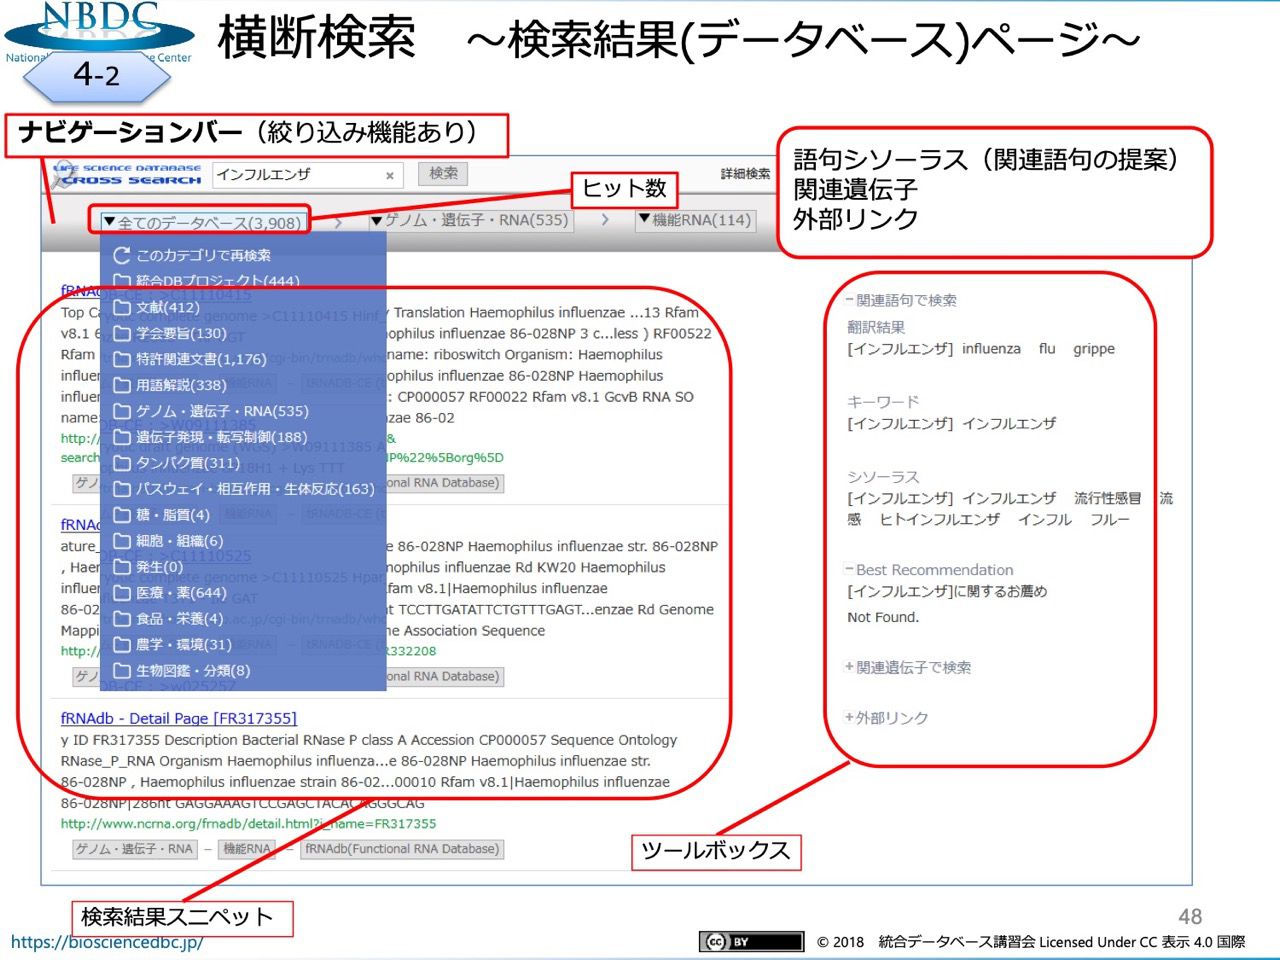 NBDC
横断検索 ～検索結果(データベース)ページ～
National
e Center
4-2
ナビゲーションバー（絞り込み機能あり）
LIFE SCIENCE DATABASE
CROSS SEARCH
インフルエンザ ×
検索
詳細検索
ヒット数
語句シソーラス（関連語句の提案）
関連遺伝子
外部リンク
▼全てのデータベース(3,908) > ▼ゲノム・遺伝子・RNA(535) > ▼機能RNA(114)
このカテゴリで再検索
統合DBプロジェクト(444)
文献(412)
学会要旨(130)
特許関連文書(1,176)
用語解説(338)
ゲノム・遺伝子・RNA(535)
遺伝子発現・転写制御(188)
タンパク質(311)
パスウェイ・相互作用・生体反応(163)
糖・脂質(4)
細胞・組織(6)
発生(0)
医療・薬(644)
食品・栄養(4)
農学・環境(31)
生物図鑑・分類(8)
fRNA
Top C
Translation Haemophilus influenzae ...13 Rfam
v8.1 6
ophilus influenzae 86-028NP 3 c...less ) RF00522
Rfam
name: riboswitch Organism: Haemophilus
influen
ophilus influenzae 86-028NP Haemophilus
influen
: CP000057 RF00022 Rfam v8.1 GcvB RNA SO
name:
zae 86-02
http:/
&
search
NP%22%5Borg%5D
ゲノ
onal RNA Database)
fRNA
ature_
e 86-028NP Haemophilus influenzae str. 86-028NP
, Haem
ophilus influenzae Rd KW20 Haemophilus
influen
fam v8.1|Haemophilus influenzae
86-02
nt TCCTTGATATTCTGTTTGAGT...enzae Rd Genome
Mappi
ne Association Sequence
http:/
R332208
ゲノ
onal RNA Database)
fRNAdb - Detail Page [FR317355]
y ID FR317355 Description Bacterial RNase P class A Accession CP000057 Sequence Ontology
RNase_P_RNA Organism Haemophilus influenza...e 86-028NP Haemophilus influenzae str.
86-028NP , Haemophilus influenzae strain 86-02...00010 Rfam v8.1|Haemophilus influenzae
86-028NP|286nt GAGGAAAGTCCGAGCTACACAGGGCAG
http://www.ncrna.org/frnadb/detail.html?i_name=FR317355
ゲノム・遺伝子・RNA – 機能RNA – fRNAdb(Functional RNA Database)
−関連語句で検索
翻訳結果
[インフルエンザ] influenza flu grippe
キーワード
[インフルエンザ] インフルエンザ
シソーラス
[インフルエンザ] インフルエンザ 流行性感冒 流
感 ヒトインフルエンザ インフル フルー
−Best Recommendation
[インフルエンザ]に関するお薦め
Not Found.
+関連遺伝子で検索
+外部リンク
ツールボックス
検索結果スニペット
48
https://biosciencedbc.jp/
cc BY
© 2018 統合データベース講習会 Licensed Under CC 表示 4.0 国際